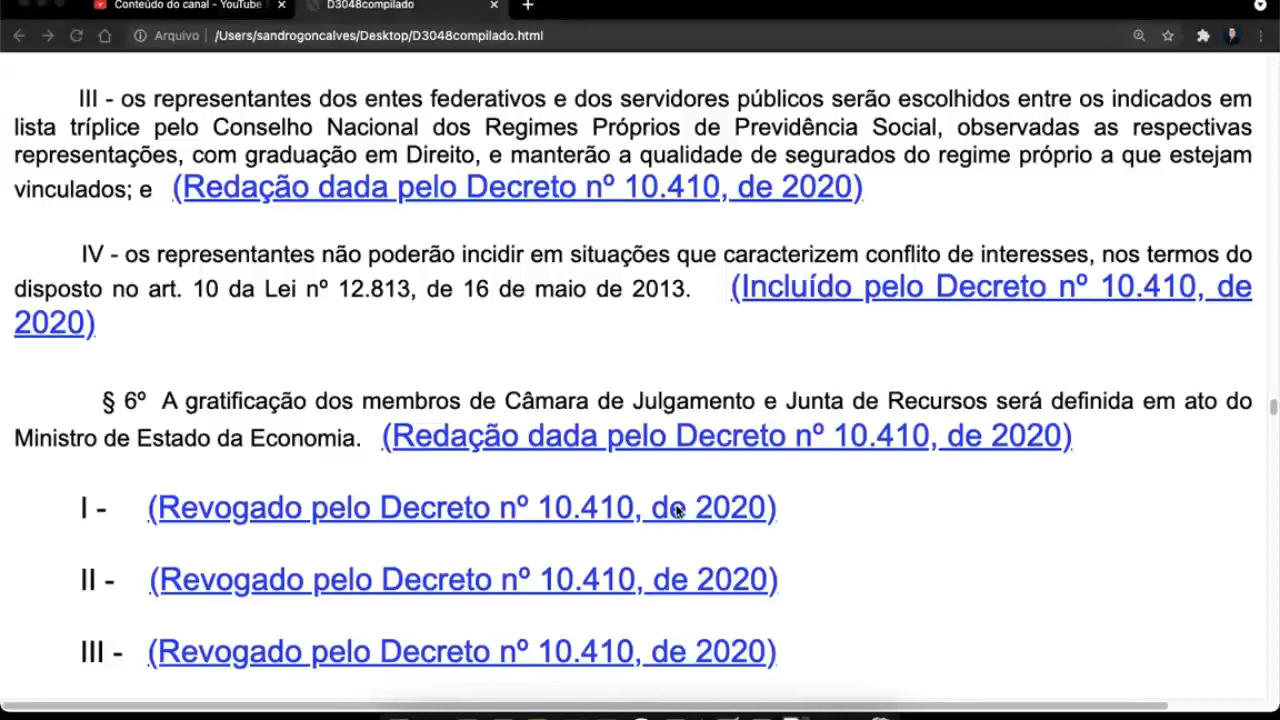 Conteúdo do canal - YouTube
D3048compilado
Arquivo /Users/sandrogoncalves/Desktop/D3048compilado.html
III - os representantes dos entes federativos e dos servidores públicos serão escolhidos entre os indicados em
lista tríplice pelo Conselho Nacional dos Regimes Próprios de Previdência Social, observadas as respectivas
representações, com graduação em Direito, e manterão a qualidade de segurados do regime próprio a que estejam
vinculados; e (Redação dada pelo Decreto nº 10.410, de 2020)
IV - os representantes não poderão incidir em situações que caracterizem conflito de interesses, nos termos do
disposto no art. 10 da Lei nº 12.813, de 16 de maio de 2013. (Incluído pelo Decreto nº 10.410, de
2020)
§ 6º A gratificação dos membros de Câmara de Julgamento e Junta de Recursos será definida em ato do
Ministro de Estado da Economia. (Redação dada pelo Decreto nº 10.410, de 2020)
I - (Revogado pelo Decreto nº 10.410, de 2020)
II - (Revogado pelo Decreto nº 10.410, de 2020)
III - (Revogado pelo Decreto nº 10.410, de 2020)